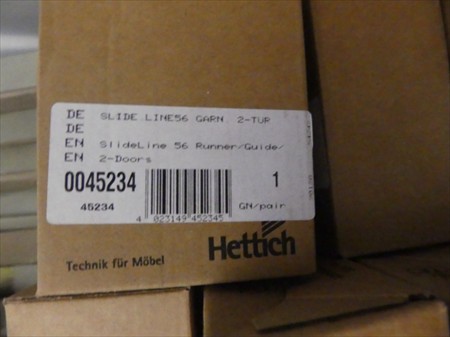 DE SLIDE LINE56 GARN. 2-TUR
DE
EN SlideLine 56 Runner/Guide/
EN 2-Doors
0045234
1
45234
4 023149 452345
GN/pair
Hettich
Technik für Möbel